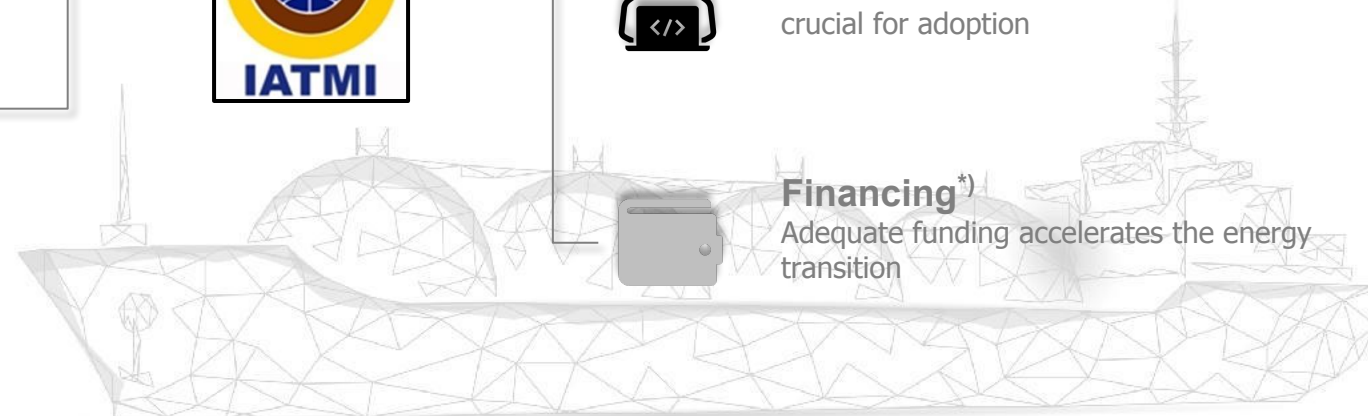 crucial for adoption
</>
IATMI
Financing*)
Adequate funding accelerates the energy
transition